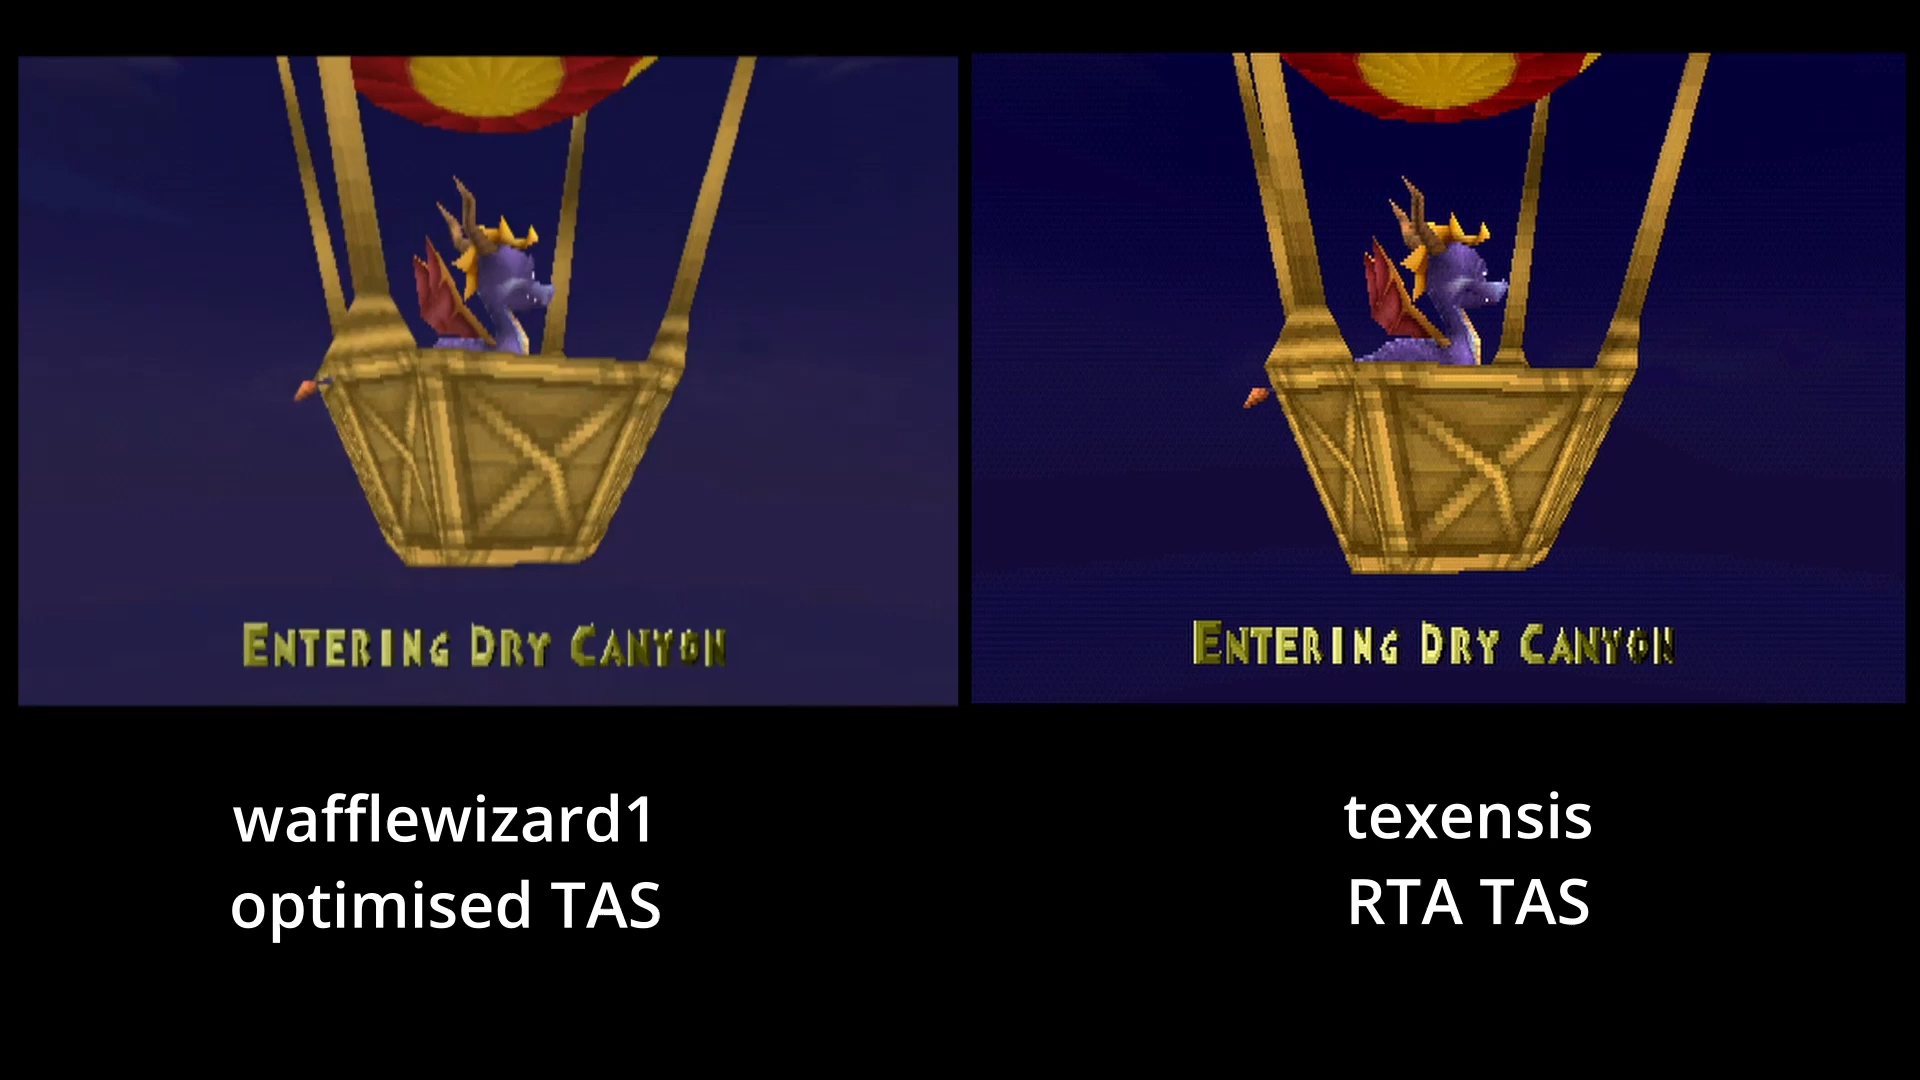 Entering Dry Canyon
Entering Dry Canyon
wafflewizard1
optimised TAS
texensis
RTA TAS